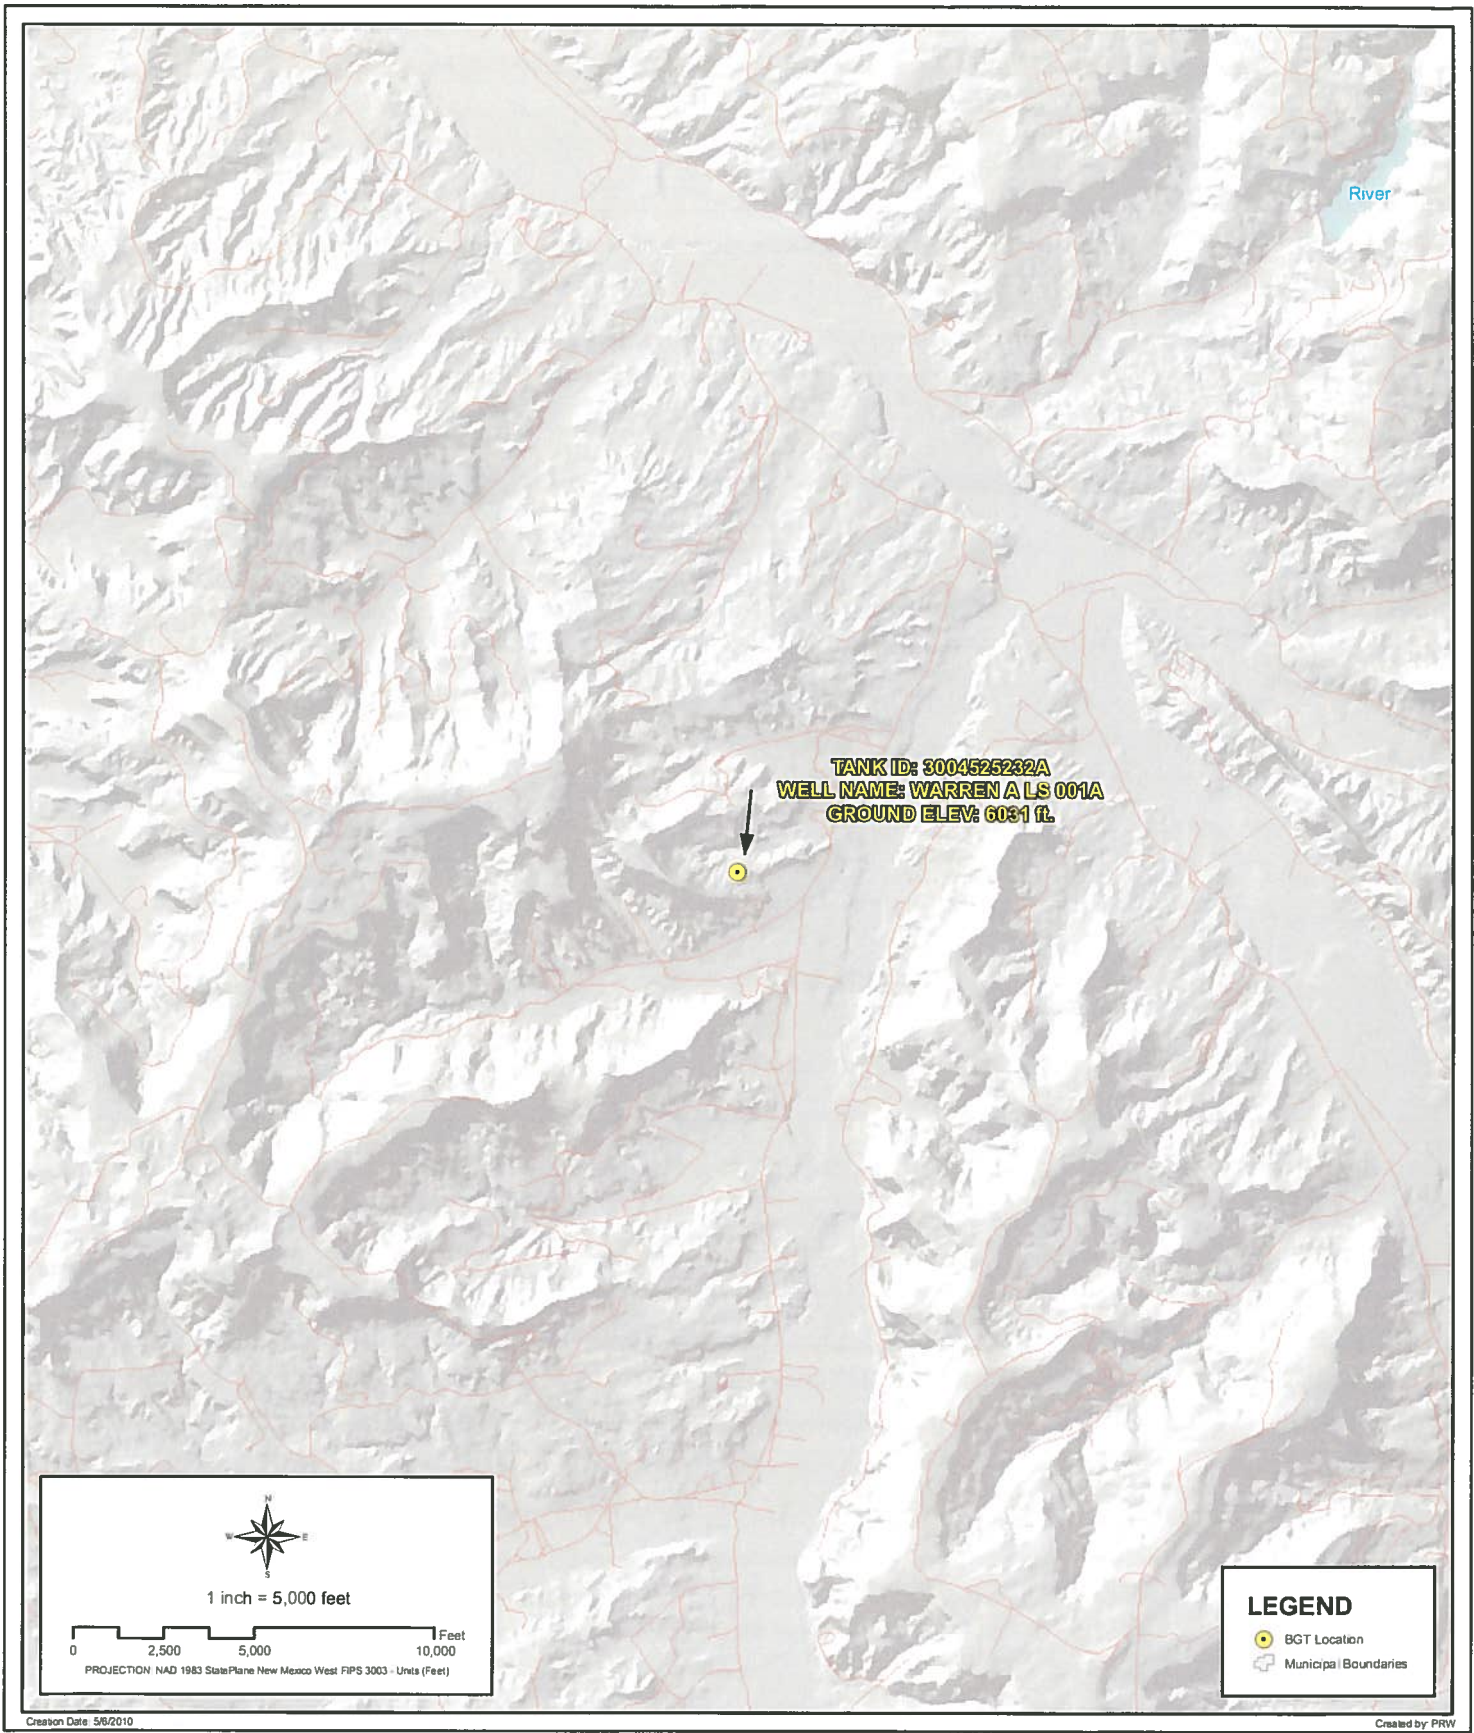 River
TANK ID: 3004525232A
WELL NAME: WARREN A LS 001A
GROUND ELEV: 6031 ft.
N
W E
S
1 inch = 5,000 feet
Feet
0 2,500 5,000 10,000
PROJECTION: NAD 1983 StatePlane New Mexico West FIPS 3003 - Units (Feet)
LEGEND
BGT Location
Municipal Boundaries
Creation Date: 5/6/2010
Created by: PRW